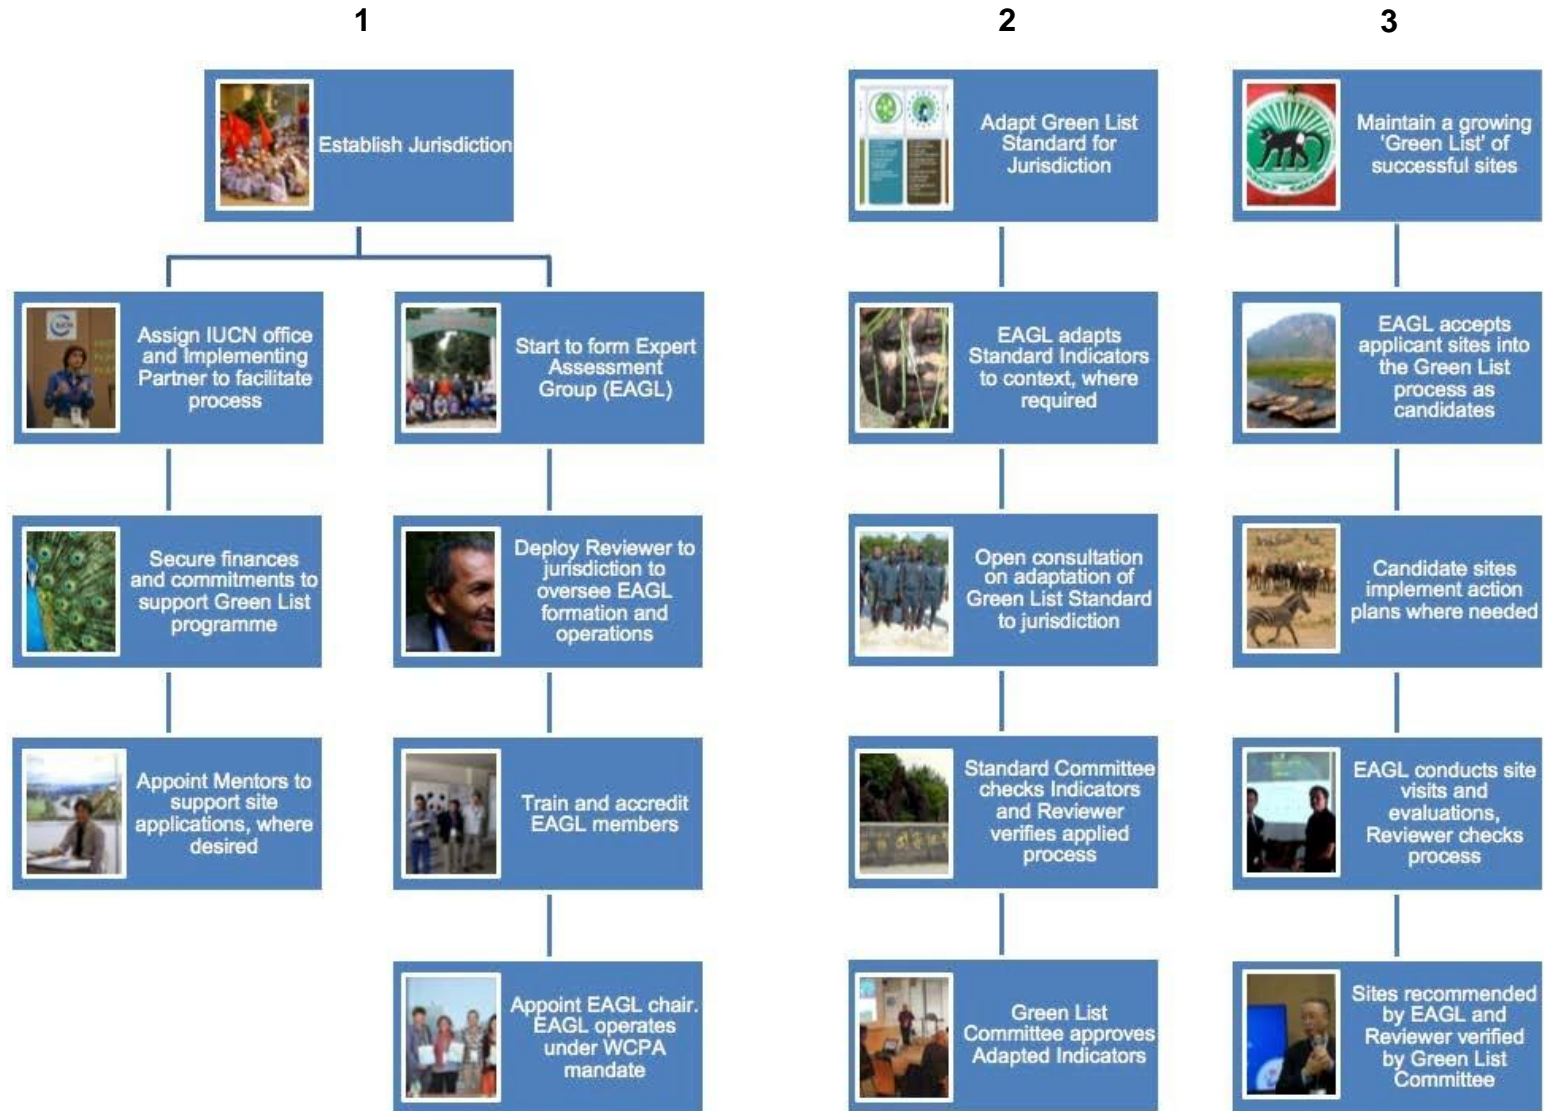 1
2
3
Establish Jurisdiction
Adapt Green List
Standard for
Jurisdiction
Maintain a growing
'Green List' of
successful sites
Assign IUCN office
and Implementing
Partner to facilitate
process
Start to form Expert
Assessment
Group (EAGL)
EAGL adapts
Standard Indicators
to context, where
required
EAGL accepts
applicant sites into
the Green List
process as
candidates
Secure finances
and commitments to
support Green List
programme
Deploy Reviewer to
jurisdiction to
oversee EAGL
formation and
operations
Open consultation
on adaptation of
Green List Standard
to jurisdiction
Candidate sites
implement action
plans where needed
Appoint Mentors to
support site
applications, where
desired
Train and accredit
EAGL members
Standard Committee
checks Indicators
and Reviewer
verifies applied
process
EAGL conducts site
visits and
evaluations,
Reviewer checks
process
Appoint EAGL chair.
EAGL operates
under WCPA
mandate
Green List
Committee approves
Adapted Indicators
Sites recommended
by EAGL and
Reviewer verified
by Green List
Committee